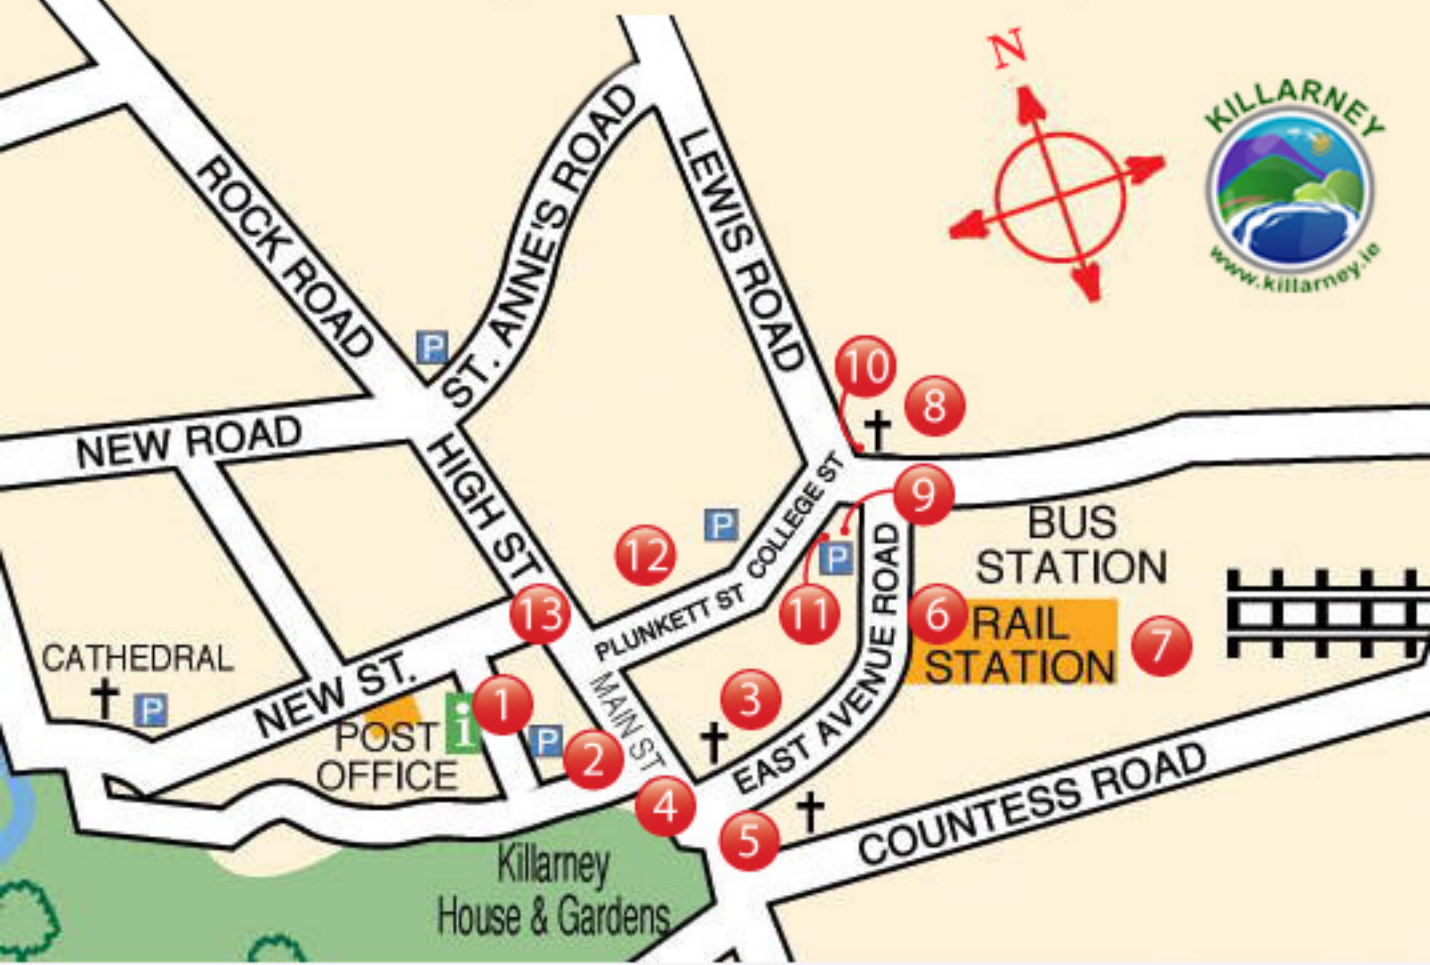 N
KILLARNEY
www.killarney.ie
ROCK ROAD
ST. ANNE'S ROAD
LEWIS ROAD
P
10
8
NEW ROAD
HIGH ST
COLLEGE ST
9
P
12
P
BUS
STATION
11
EAST AVENUE ROAD
6
RAIL
STATION
7
13
PLUNKETT ST
CATHEDRAL
P
NEW ST.
POST
OFFICE
i
1
P
2
MAIN ST
3
4
5
COUNTESS ROAD
Killarney
House & Gardens